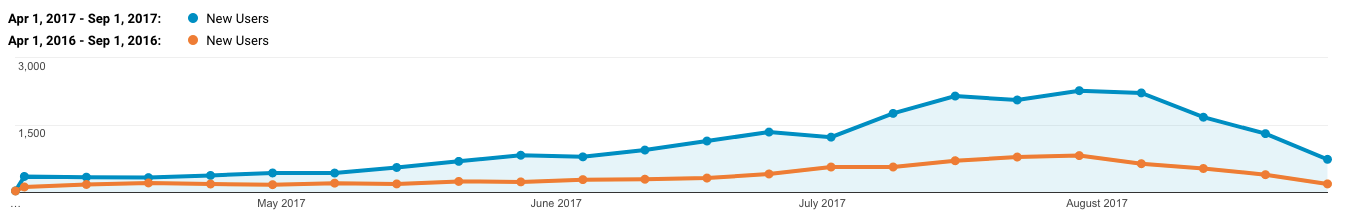 Apr 1, 2017 - Sep 1, 2017: New Users
Apr 1, 2016 - Sep 1, 2016: New Users
3,000
1,500
... May 2017 June 2017 July 2017 August 2017